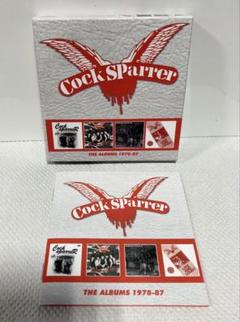 Cock Sparrer
THE ALBUMS 1978-87
Cock Sparrer
THE ALBUMS 1978-87